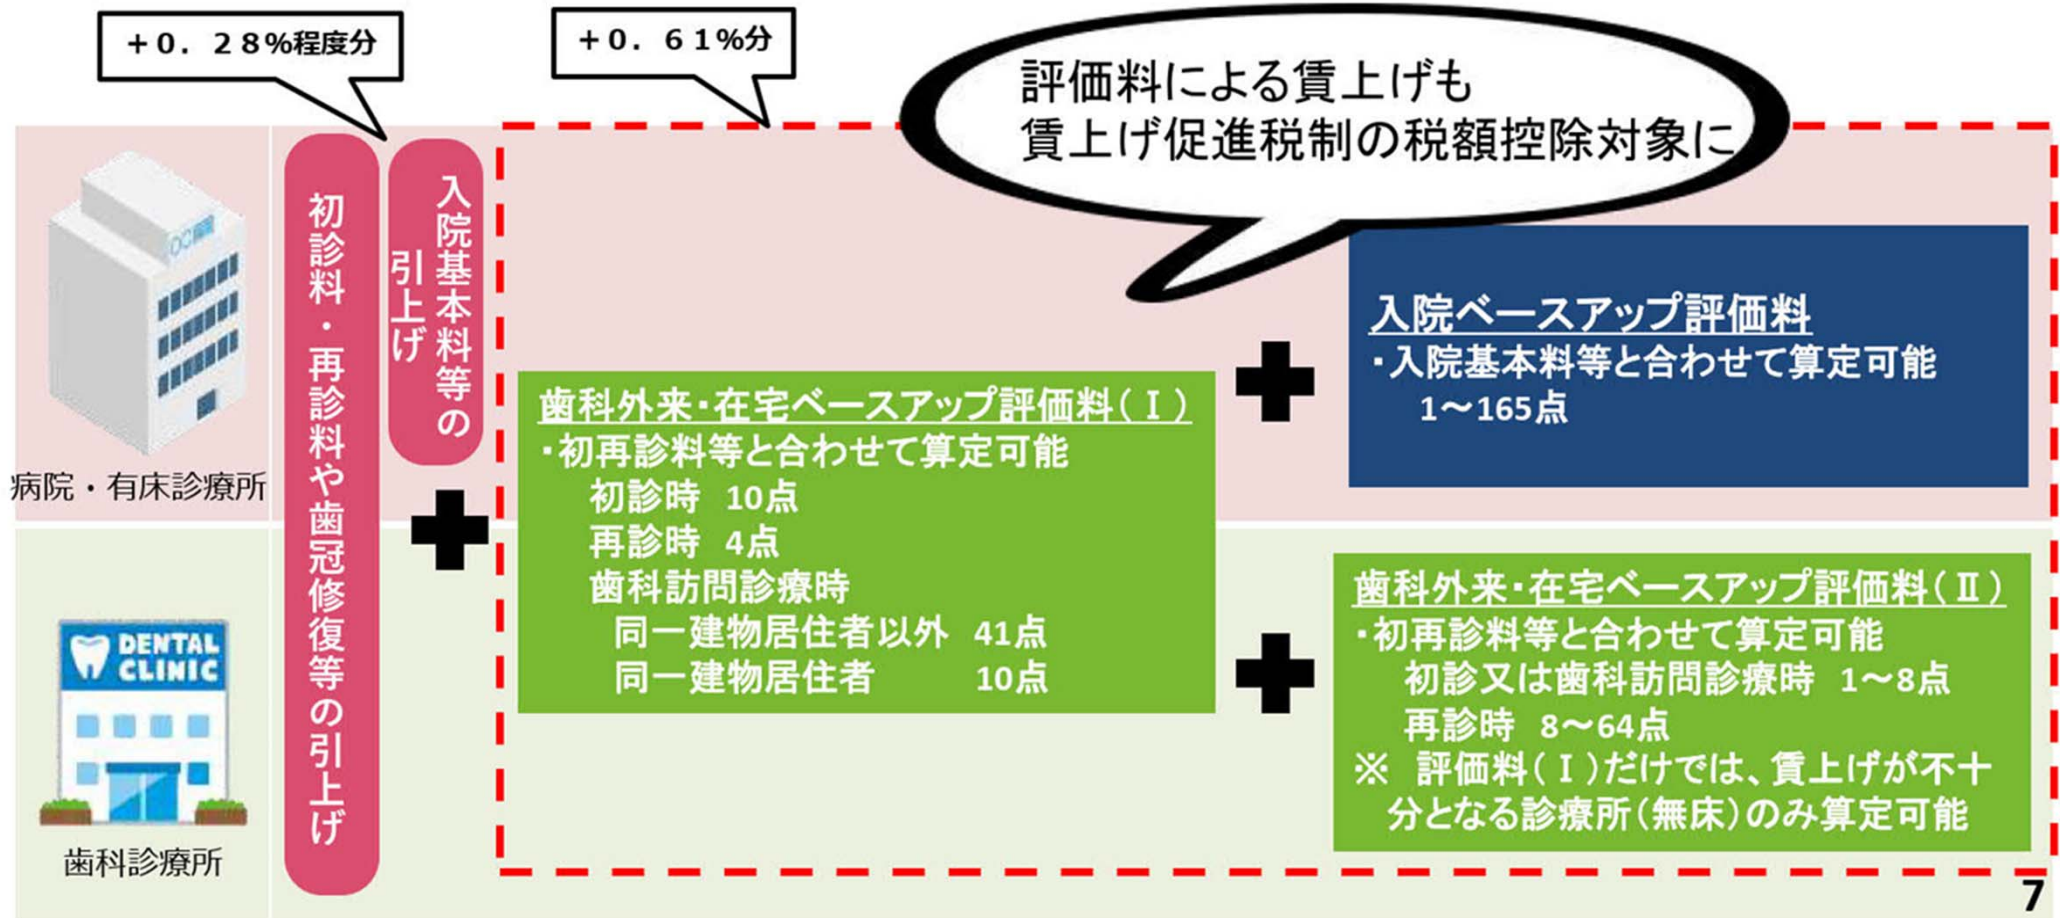 +0.28%程度分
+0.61%分
評価料による賃上げも
賃上げ促進税制の税額控除対象に
病院・有床診療所
初診料・再診料や歯冠修復等の引上げ
入院基本料等の
引上げ
歯科外来・在宅ベースアップ評価料(Ⅰ)
・初再診料等と合わせて算定可能
初診時 10点
再診時 4点
歯科訪問診療時
同一建物居住者以外 41点
同一建物居住者 10点
入院ベースアップ評価料
・入院基本料等と合わせて算定可能
1～165点
DENTAL
CLINIC
歯科診療所
歯科外来・在宅ベースアップ評価料(Ⅱ)
・初再診料等と合わせて算定可能
初診又は歯科訪問診療時 1～8点
再診時 8～64点
※ 評価料(Ⅰ)だけでは、賃上げが不十
分となる診療所(無床)のみ算定可能
7